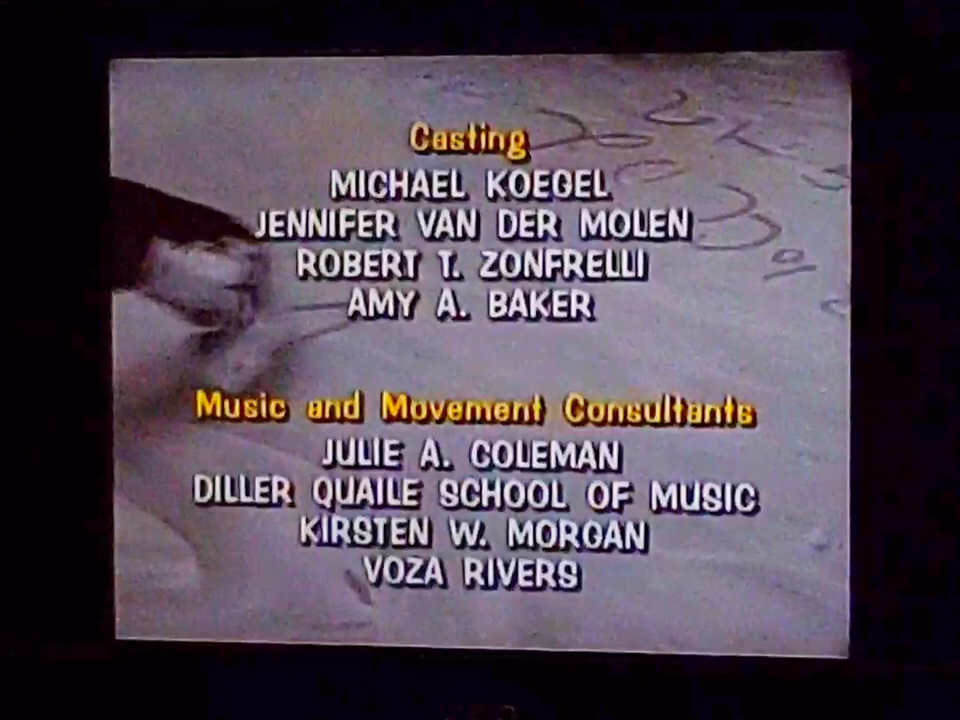 Casting
MICHAEL KOEGEL
JENNIFER VAN DER MOLEN
ROBERT T. ZONFRELLI
AMY A. BAKER
Music and Movement Consultants
JULIE A. COLEMAN
DILLER QUAILE SCHOOL OF MUSIC
KIRSTEN W. MORGAN
VOZA RIVERS